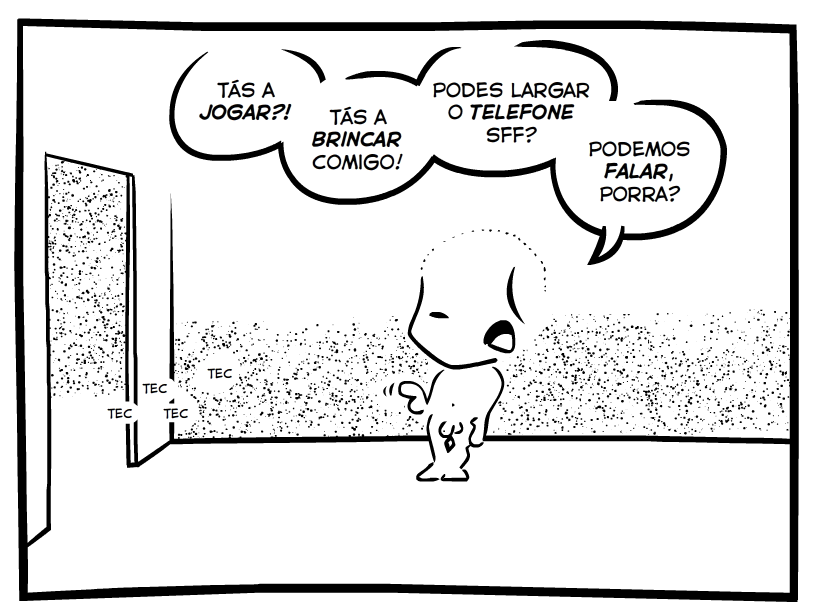 TÁS A
JOGAR?!
TÁS A
BRINCAR
COMIGO!
PODES LARGAR
O TELEFONE
SFF?
PODEMOS
FALAR,
PORRA?
TEC
TEC
TEC
TEC